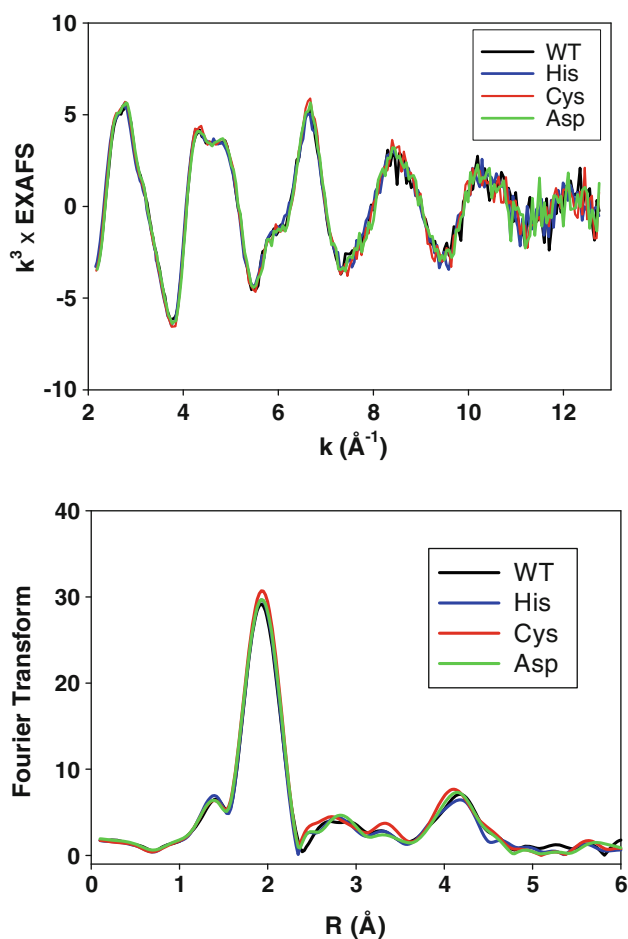 10
5
0
-5
-10
k³ x EXAFS
WT
His
Cys
Asp
2 4 6 8 10 12
k (Å⁻¹)
40
30
20
10
0
Fourier Transform
WT
His
Cys
Asp
0 1 2 3 4 5 6
R (Å)